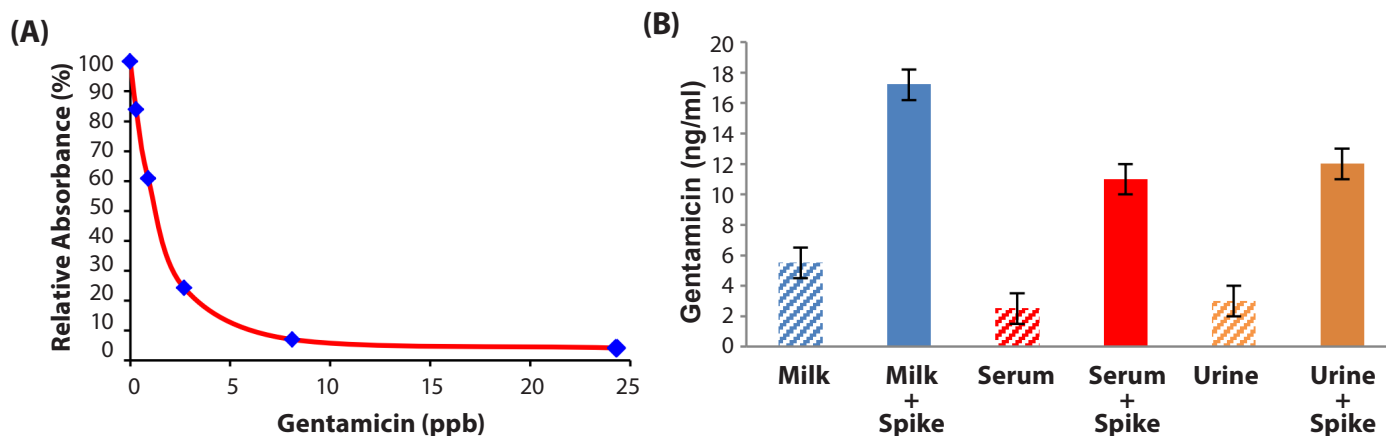 (A)
Relative Absorbance (%)
100
90
80
70
60
50
40
30
20
10
0
0 5 10 15 20 25
Gentamicin (ppb)
(B)
Gentamicin (ng/ml)
20
18
16
14
12
10
8
6
4
2
0
Milk Milk Serum Serum Urine Urine
+ + +
Spike Spike Spike